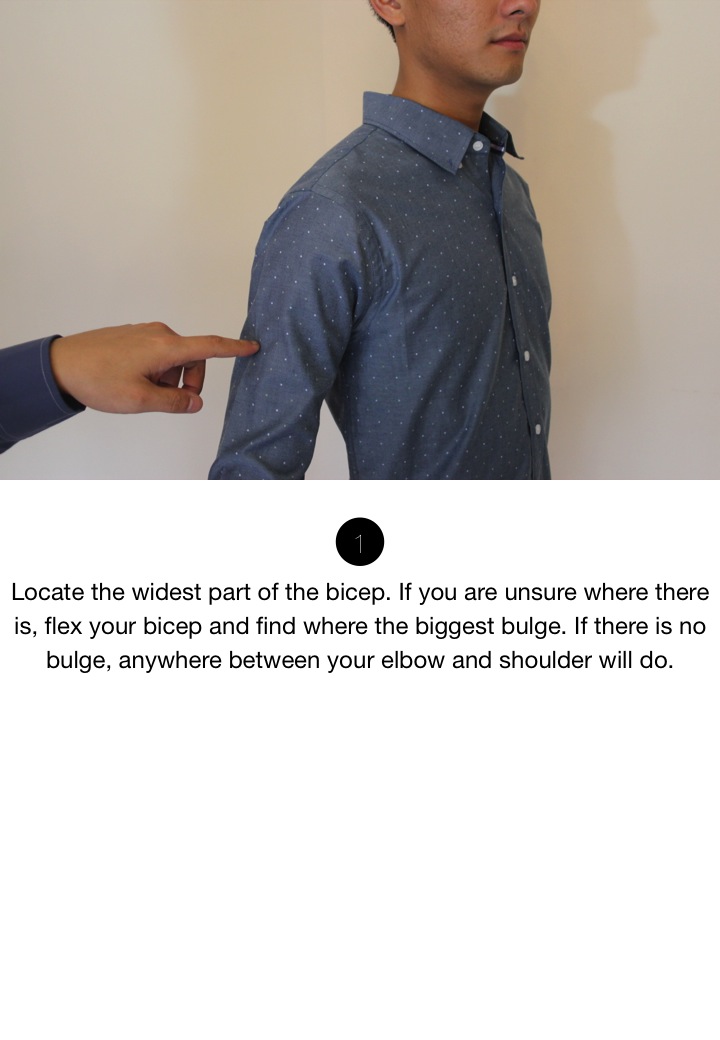 1
Locate the widest part of the bicep. If you are unsure where there
is, flex your bicep and find where the biggest bulge. If there is no
bulge, anywhere between your elbow and shoulder will do.